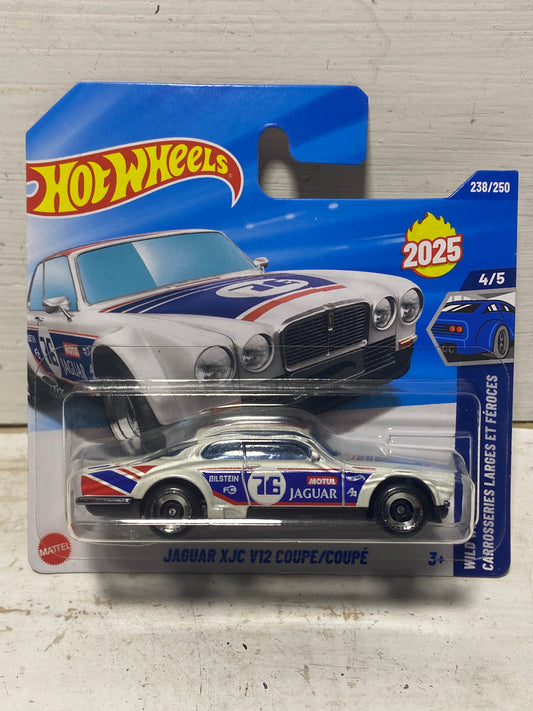 HOT WHEELS
238/250
2025
4/5
76
76
MOTUL
JAGUAR
WILD
CARROSSERIES LARGES ET FÉROCES
BILSTEIN
76
MOTUL
JAGUAR
MATTEL
JAGUAR XJC V12 COUPE/COUPÉ
3+